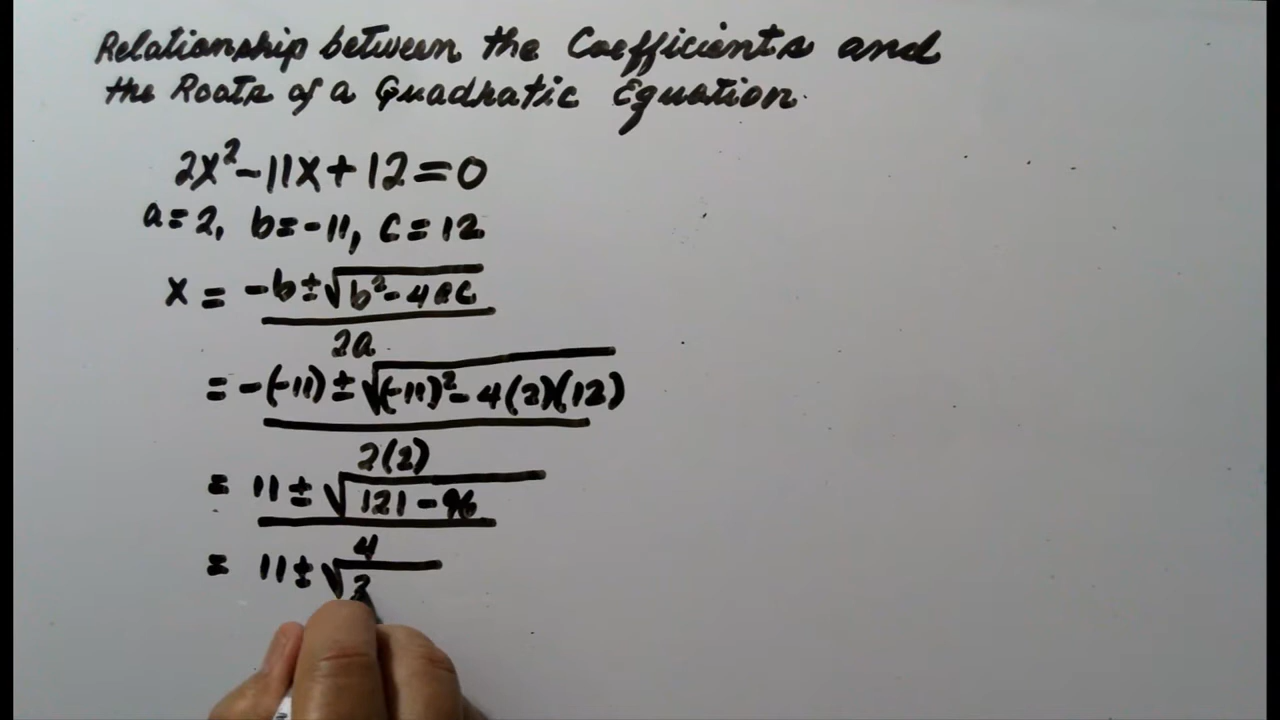 Relationship between the Coefficients and
the Roots of a Quadratic Equation.
2x² - 11x + 12 = 0
a = 2, b = -11, c = 12
x = -b ± √b² - 4ac
2a
= -(-11) ± √(-11)² - 4(2)(12)
2(2)
= 11 ± √121 - 96
4
= 11 ± √2